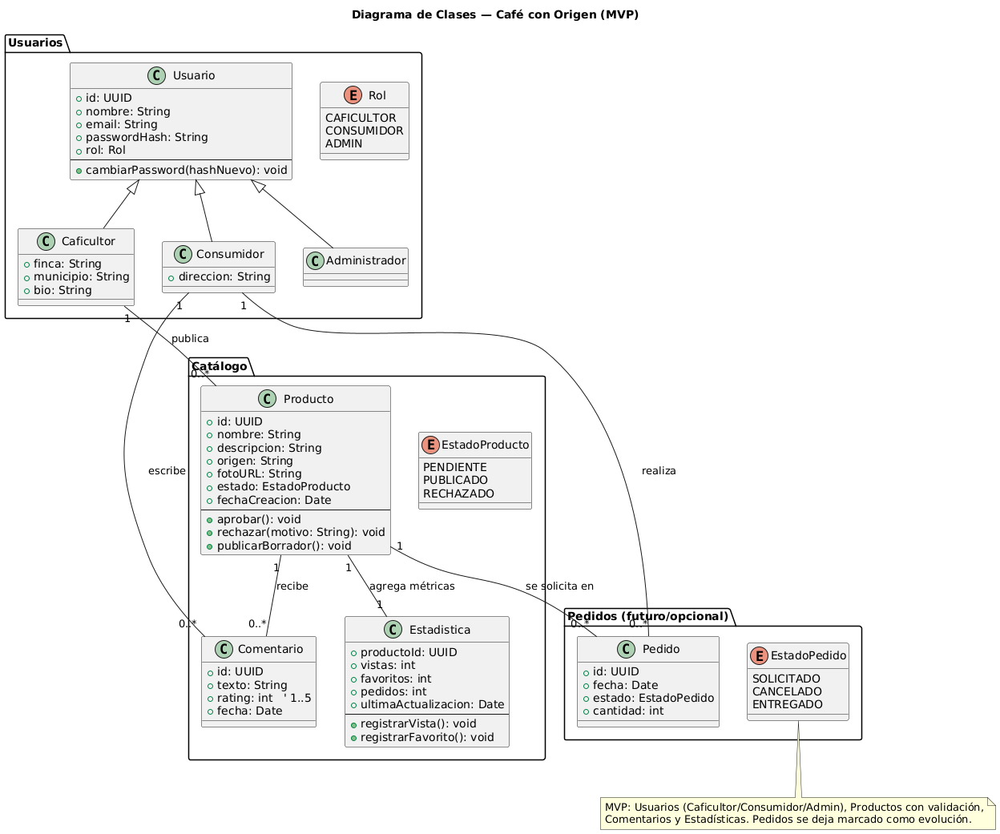 Diagrama de Clases — Café con Origen (MVP)
Usuarios
C Usuario
id: UUID
nombre: String
email: String
passwordHash: String
rol: Rol
cambiarPassword(hashNuevo): void
E Rol
CAFICULTOR
CONSUMIDOR
ADMIN
C Caficultor
finca: String
municipio: String
bio: String
C Consumidor
direccion: String
C Administrador
1
1
1
publica
0..*
escribe
realiza
Catálogo
C Producto
id: UUID
nombre: String
descripcion: String
origen: String
fotoURL: String
estado: EstadoProducto
fechaCreacion: Date
aprobar(): void
rechazar(motivo: String): void
publicarBorrador(): void
E EstadoProducto
PENDIENTE
PUBLICADO
RECHAZADO
1
1
1
recibe
agrega métricas
se solicita en
0..*
0..*
1
0..*
0..*
C Comentario
id: UUID
texto: String
rating: int ' 1..5
fecha: Date
C Estadistica
productoId: UUID
vistas: int
favoritos: int
pedidos: int
ultimaActualizacion: Date
registrarVista(): void
registrarFavorito(): void
Pedidos (futuro/opcional)
C Pedido
id: UUID
fecha: Date
estado: EstadoPedido
cantidad: int
E EstadoPedido
SOLICITADO
CANCELADO
ENTREGADO
MVP: Usuarios (Caficultor/Consumidor/Admin), Productos con validación,
Comentarios y Estadísticas. Pedidos se deja marcado como evolución.